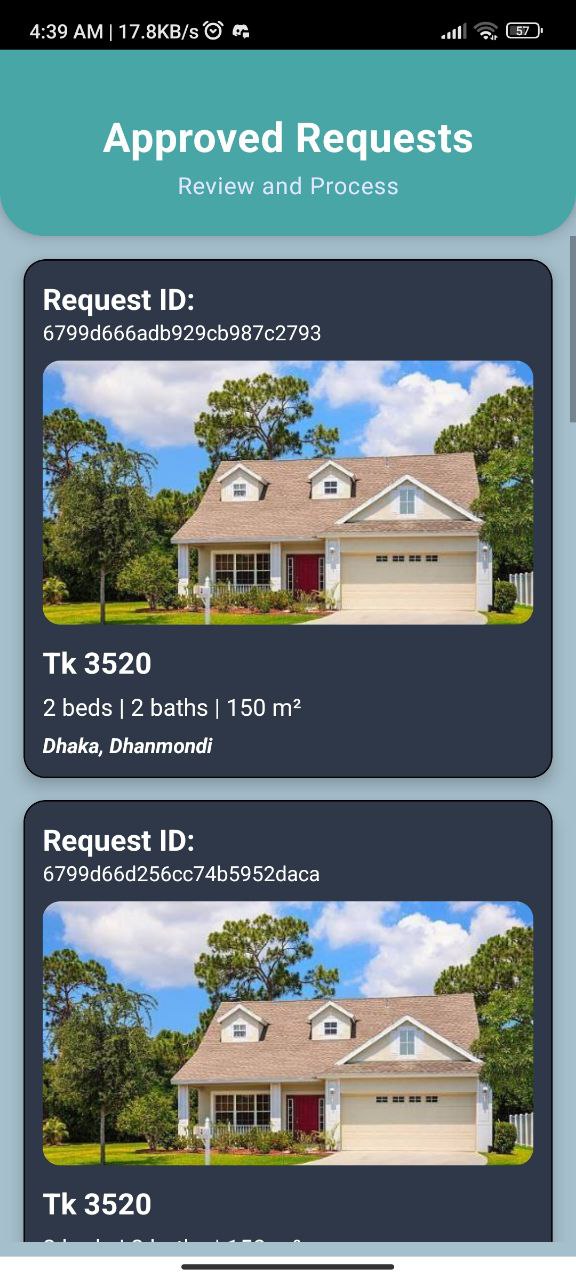 4:39 AM | 17.8KB/s
57
Approved Requests
Review and Process
Request ID:
6799d666adb929cb987c2793
Tk 3520
2 beds | 2 baths | 150 m²
Dhaka, Dhanmondi
Request ID:
6799d66d256cc74b5952daca
Tk 3520